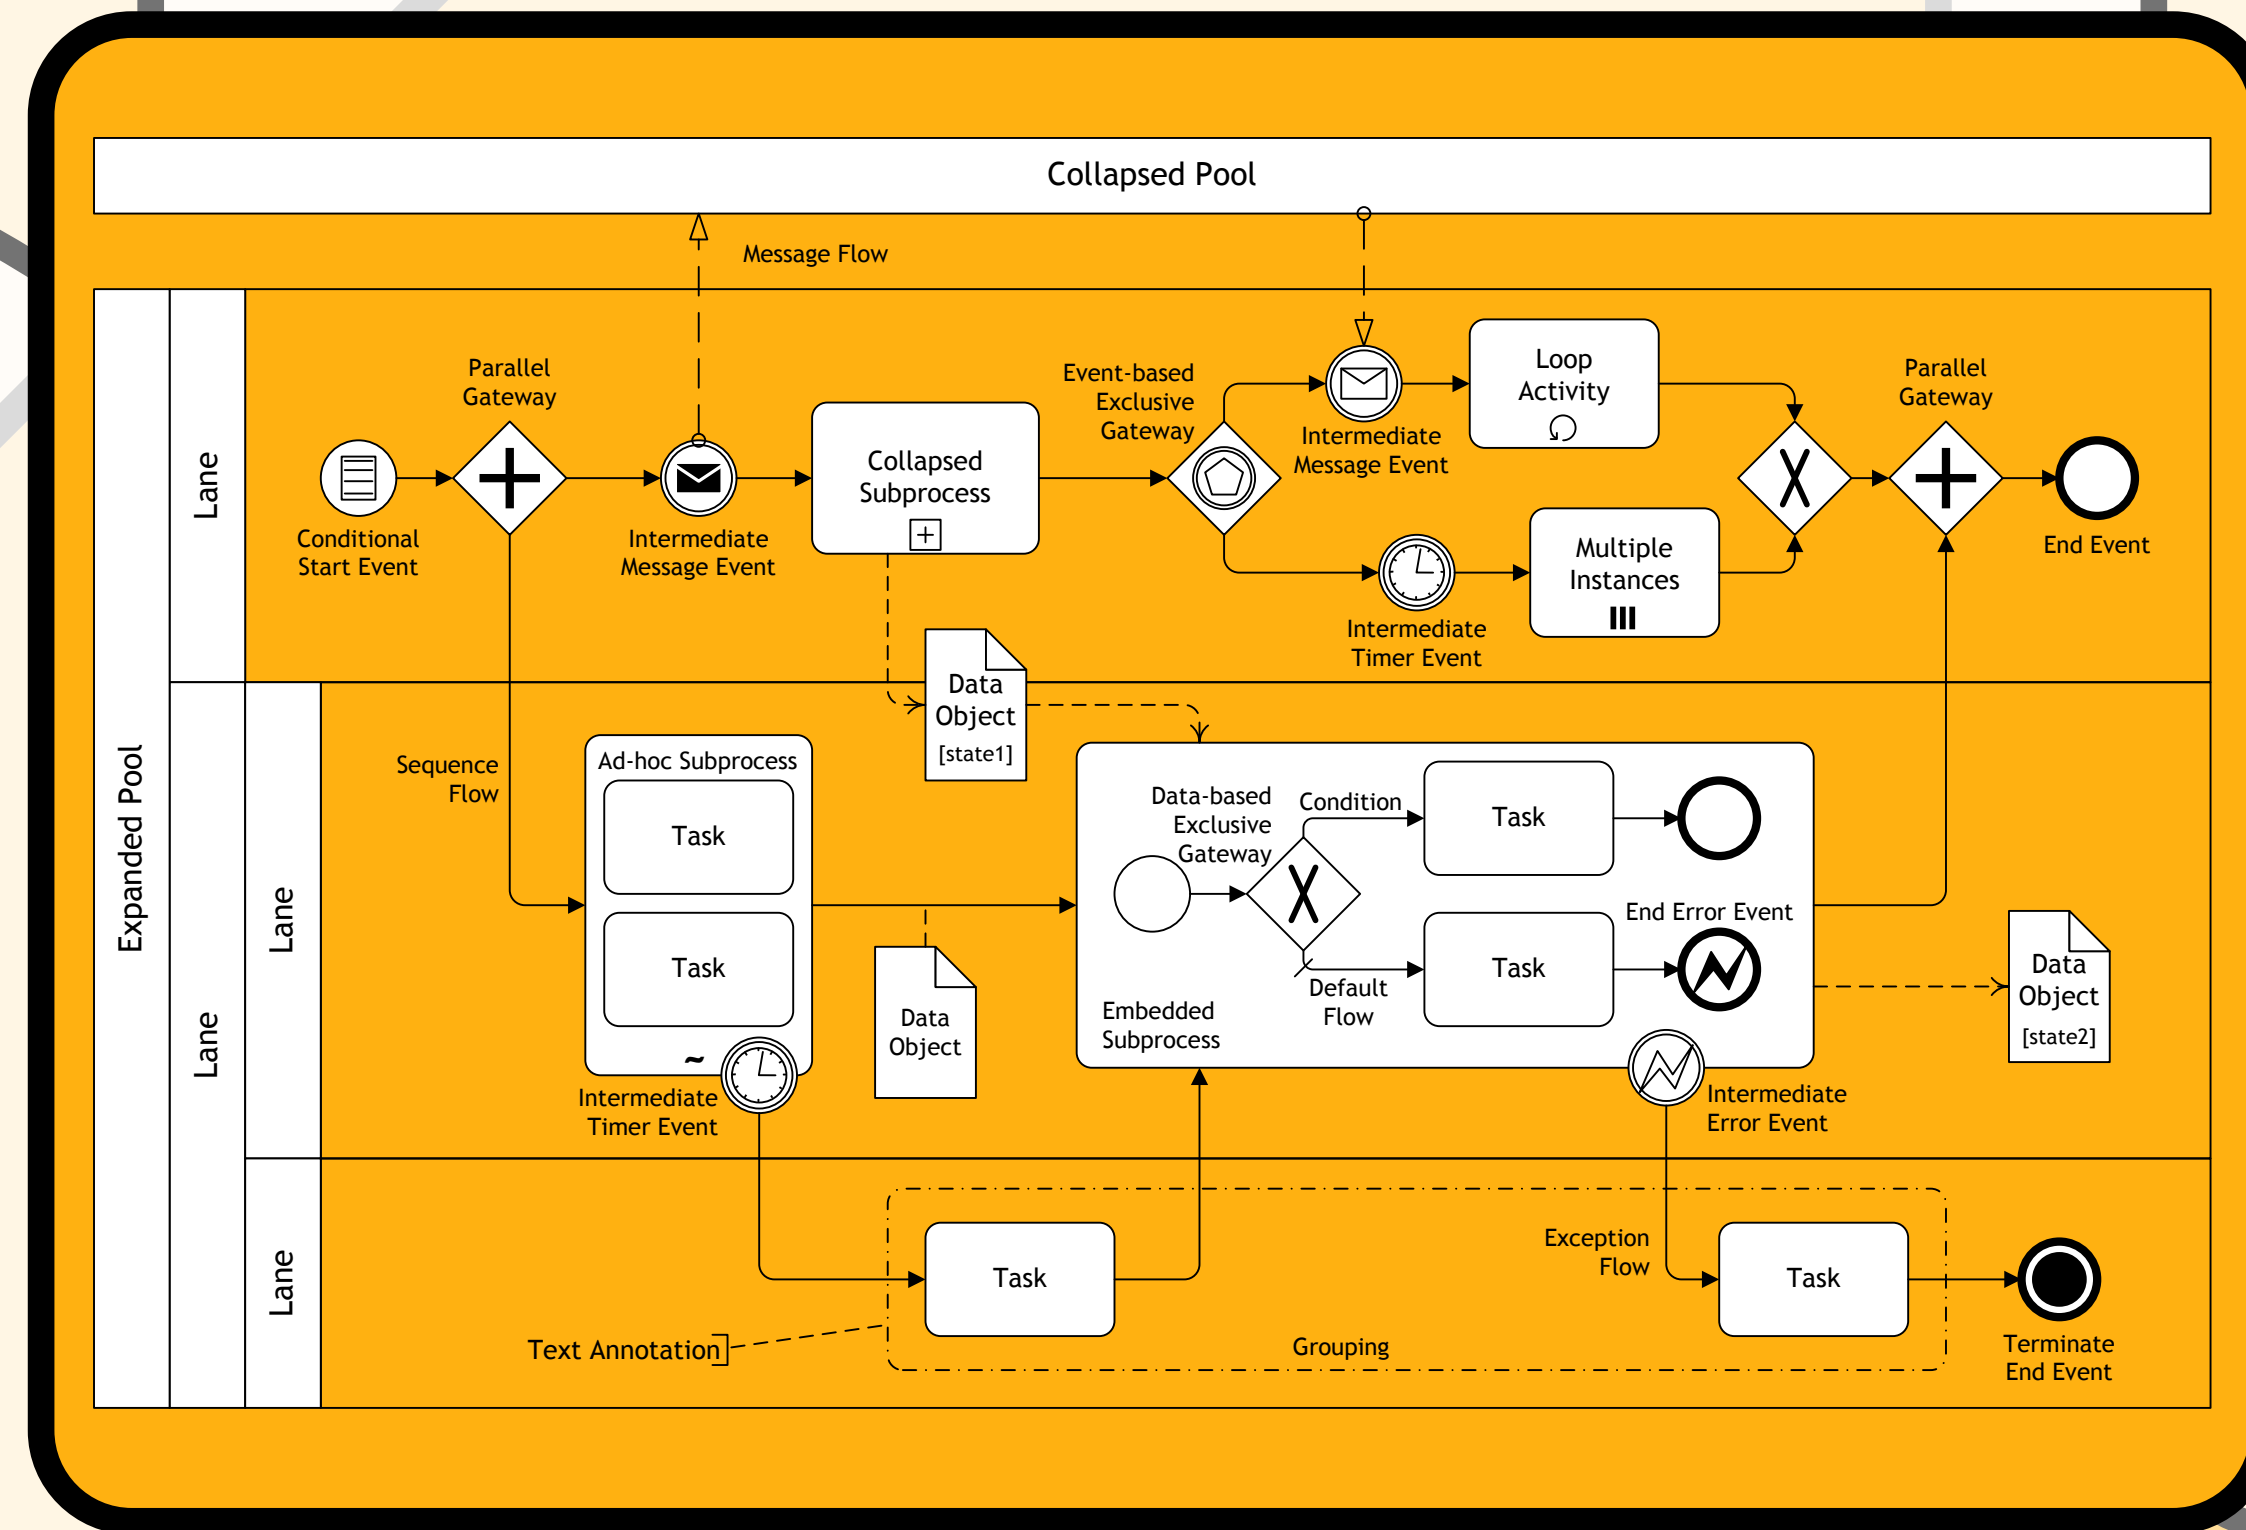 Collapsed Pool
Message Flow
Expanded Pool
Lane
Parallel
Gateway
Conditional
Start Event
Intermediate
Message Event
Collapsed
Subprocess
Event-based
Exclusive
Gateway
Intermediate
Message Event
Loop
Activity
Intermediate
Timer Event
Multiple
Instances
Parallel
Gateway
End Event
Lane
Lane
Sequence
Flow
Ad-hoc Subprocess
Task
Task
~
Intermediate
Timer Event
Data
Object
[state1]
Data
Object
Data-based
Exclusive
Gateway
Condition
Task
Default
Flow
Task
End Error Event
Embedded
Subprocess
Intermediate
Error Event
Data
Object
[state2]
Lane
Task
Exception
Flow
Task
Text Annotation
Grouping
Terminate
End Event